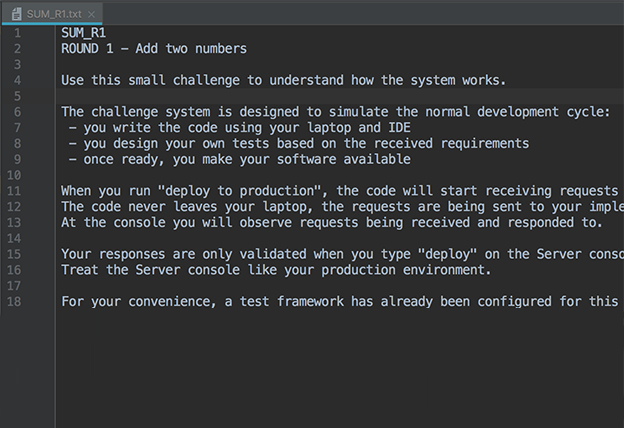 SUM_R1.txt
1 SUM_R1
2 ROUND 1 - Add two numbers
3
4 Use this small challenge to understand how the system works.
5
6 The challenge system is designed to simulate the normal development cycle:
7 - you write the code using your laptop and IDE
8 - you design your own tests based on the received requirements
9 - once ready, you make your software available
10
11 When you run "deploy to production", the code will start receiving requests
12 The code never leaves your laptop, the requests are being sent to your imple
13 At the console you will observe requests being received and responded to.
14
15 Your responses are only validated when you type "deploy" on the Server conso
16 Treat the Server console like your production environment.
17
18 For your convenience, a test framework has already been configured for this